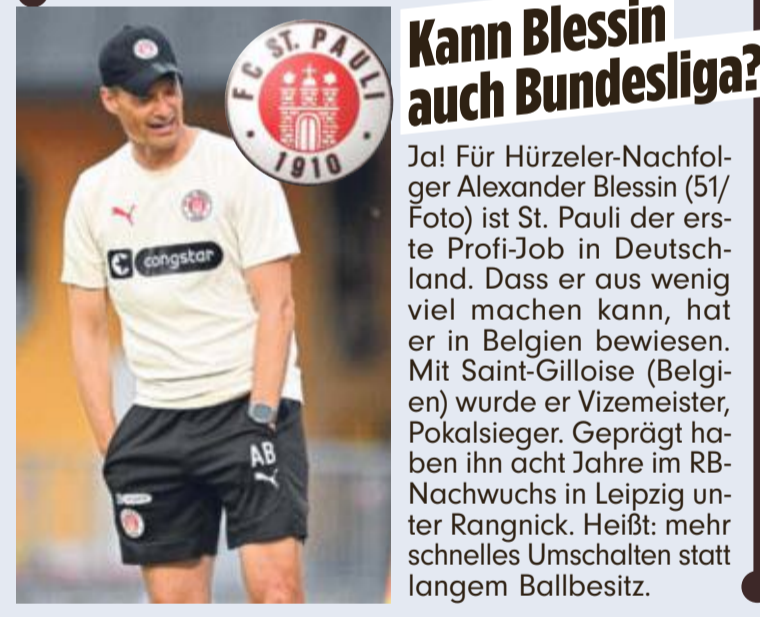 FC ST. PAULI
1910
congstar
AB
Kann Blessin
auch Bundesliga?
Ja! Für Hürzeler-Nachfol-
ger Alexander Blessin (51/
Foto) ist St. Pauli der ers-
te Profi-Job in Deutsch-
land. Dass er aus wenig
viel machen kann, hat
er in Belgien bewiesen.
Mit Saint-Gilloise (Belgi-
en) wurde er Vizemeister,
Pokalsieger. Geprägt ha-
ben ihn acht Jahre im RB-
Nachwuchs in Leipzig un-
ter Rangnick. Heißt: mehr
schnelles Umschalten statt
langem Ballbesitz.